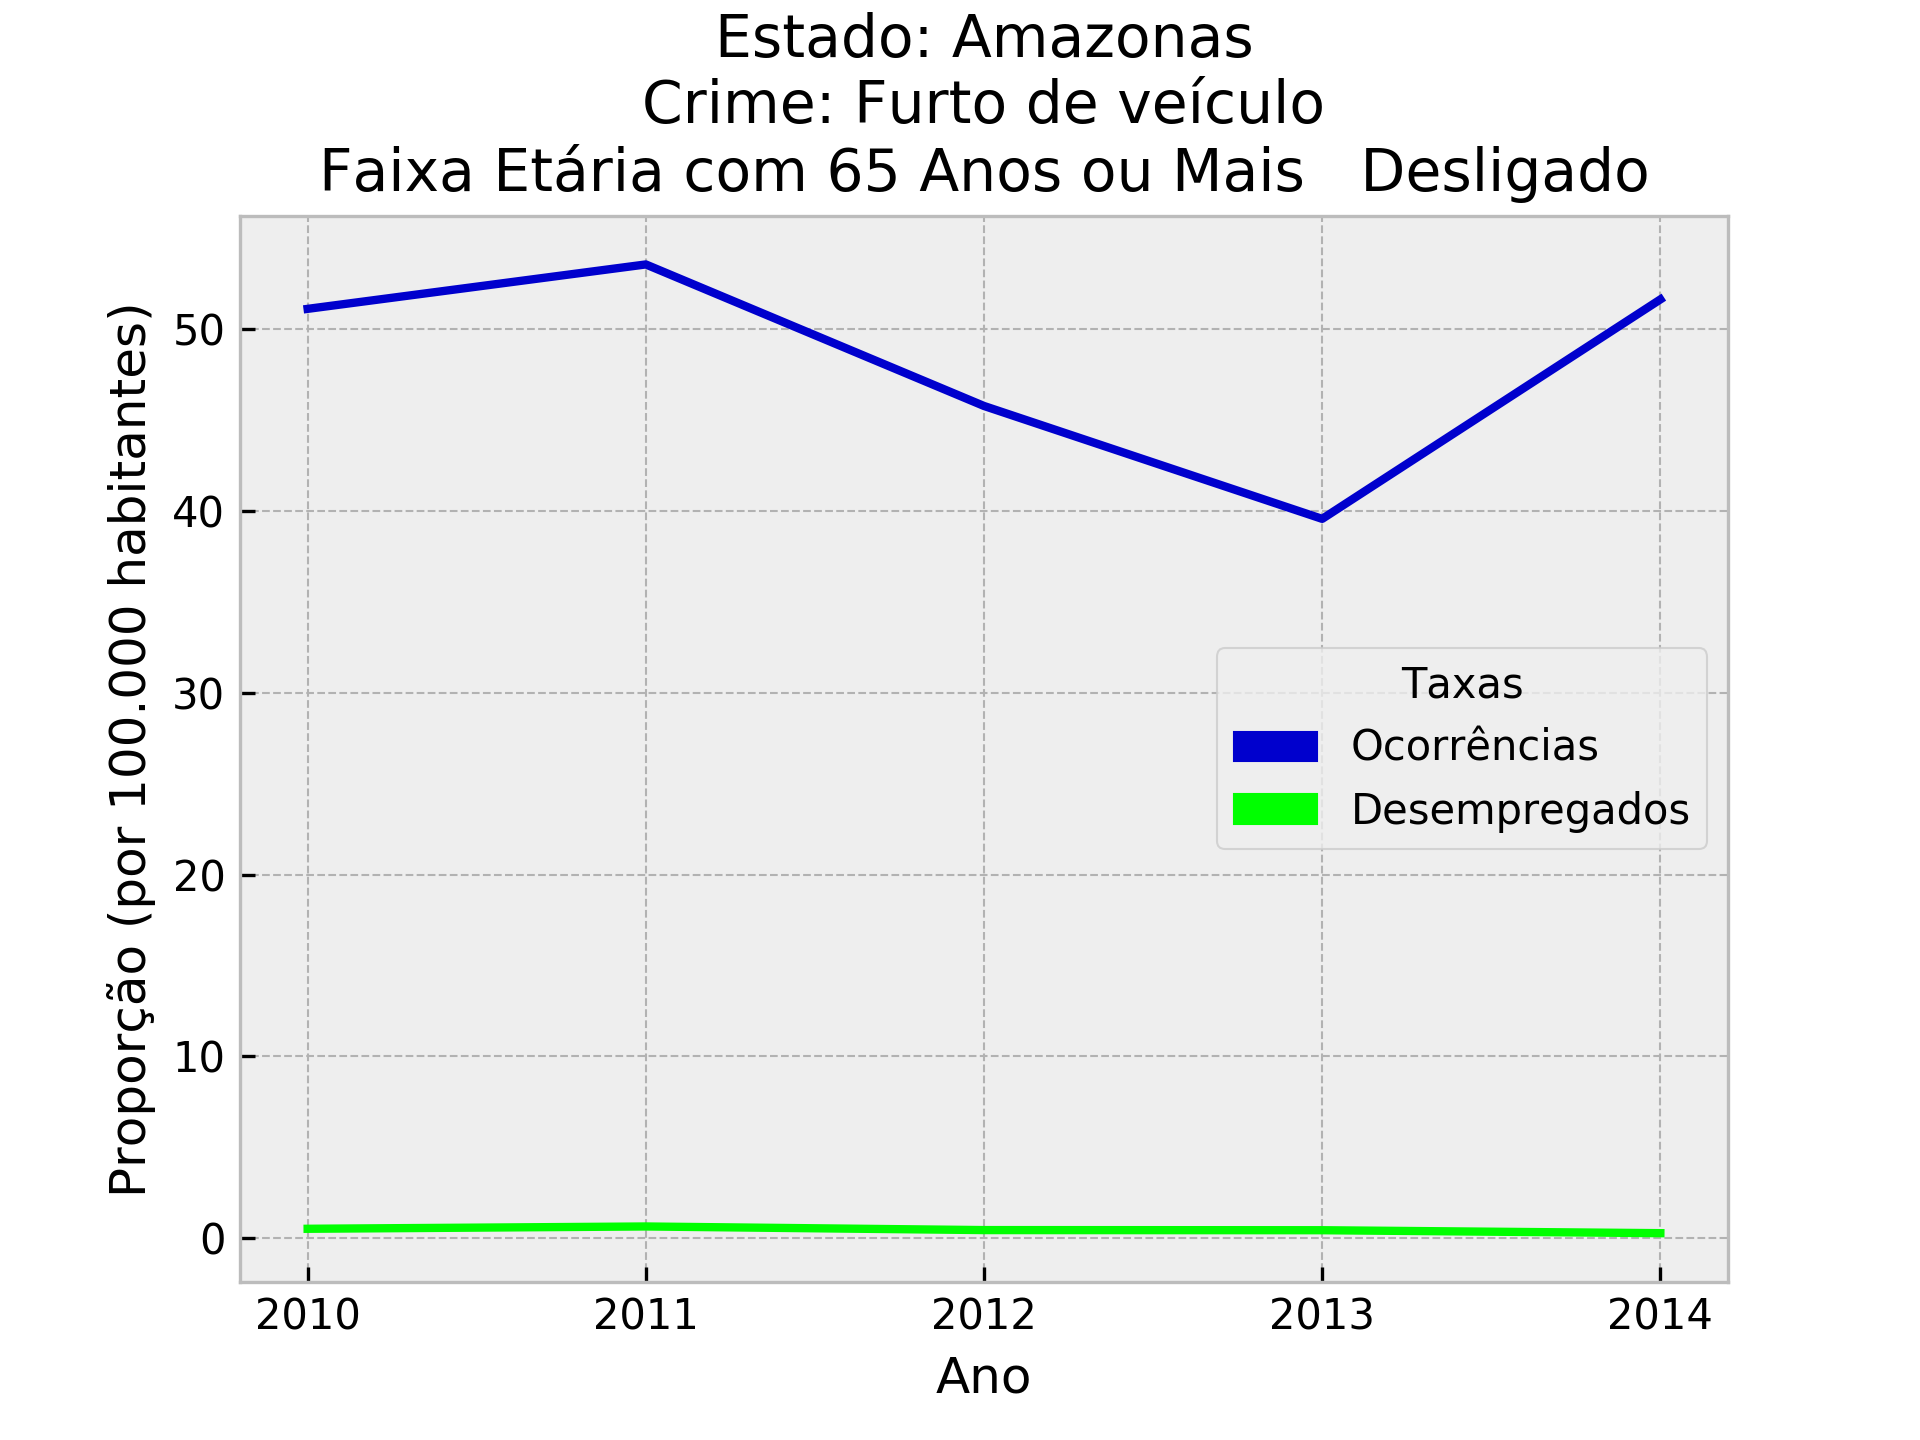 Estado: Amazonas
Crime: Furto de veículo
Faixa Etária com 65 Anos ou Mais   Desligado
Proporção (por 100.000 habitantes)
50
40
30
20
10
0
Taxas
Ocorrências
Desempregados
2010 2011 2012 2013 2014
Ano